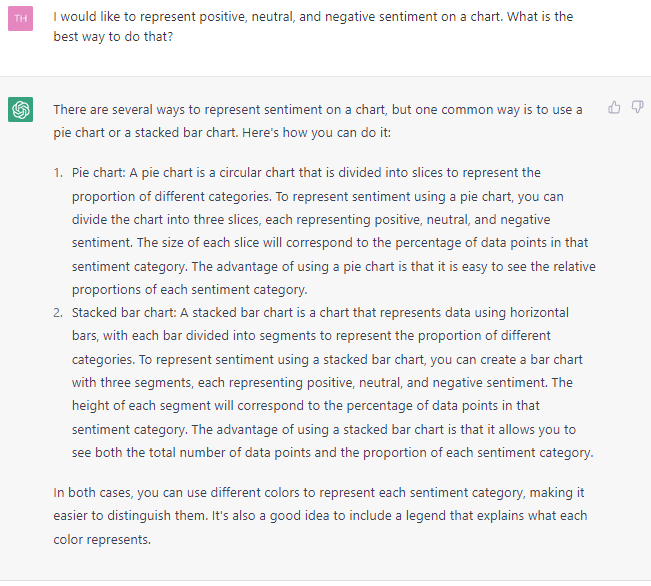 TH
I would like to represent positive, neutral, and negative sentiment on a chart. What is the
best way to do that?
There are several ways to represent sentiment on a chart, but one common way is to use a
pie chart or a stacked bar chart. Here's how you can do it:
1. Pie chart: A pie chart is a circular chart that is divided into slices to represent the
proportion of different categories. To represent sentiment using a pie chart, you can
divide the chart into three slices, each representing positive, neutral, and negative
sentiment. The size of each slice will correspond to the percentage of data points in that
sentiment category. The advantage of using a pie chart is that it is easy to see the relative
proportions of each sentiment category.
2. Stacked bar chart: A stacked bar chart is a chart that represents data using horizontal
bars, with each bar divided into segments to represent the proportion of different
categories. To represent sentiment using a stacked bar chart, you can create a bar chart
with three segments, each representing positive, neutral, and negative sentiment. The
height of each segment will correspond to the percentage of data points in that
sentiment category. The advantage of using a stacked bar chart is that it allows you to
see both the total number of data points and the proportion of each sentiment category.
In both cases, you can use different colors to represent each sentiment category, making it
easier to distinguish them. It's also a good idea to include a legend that explains what each
color represents.